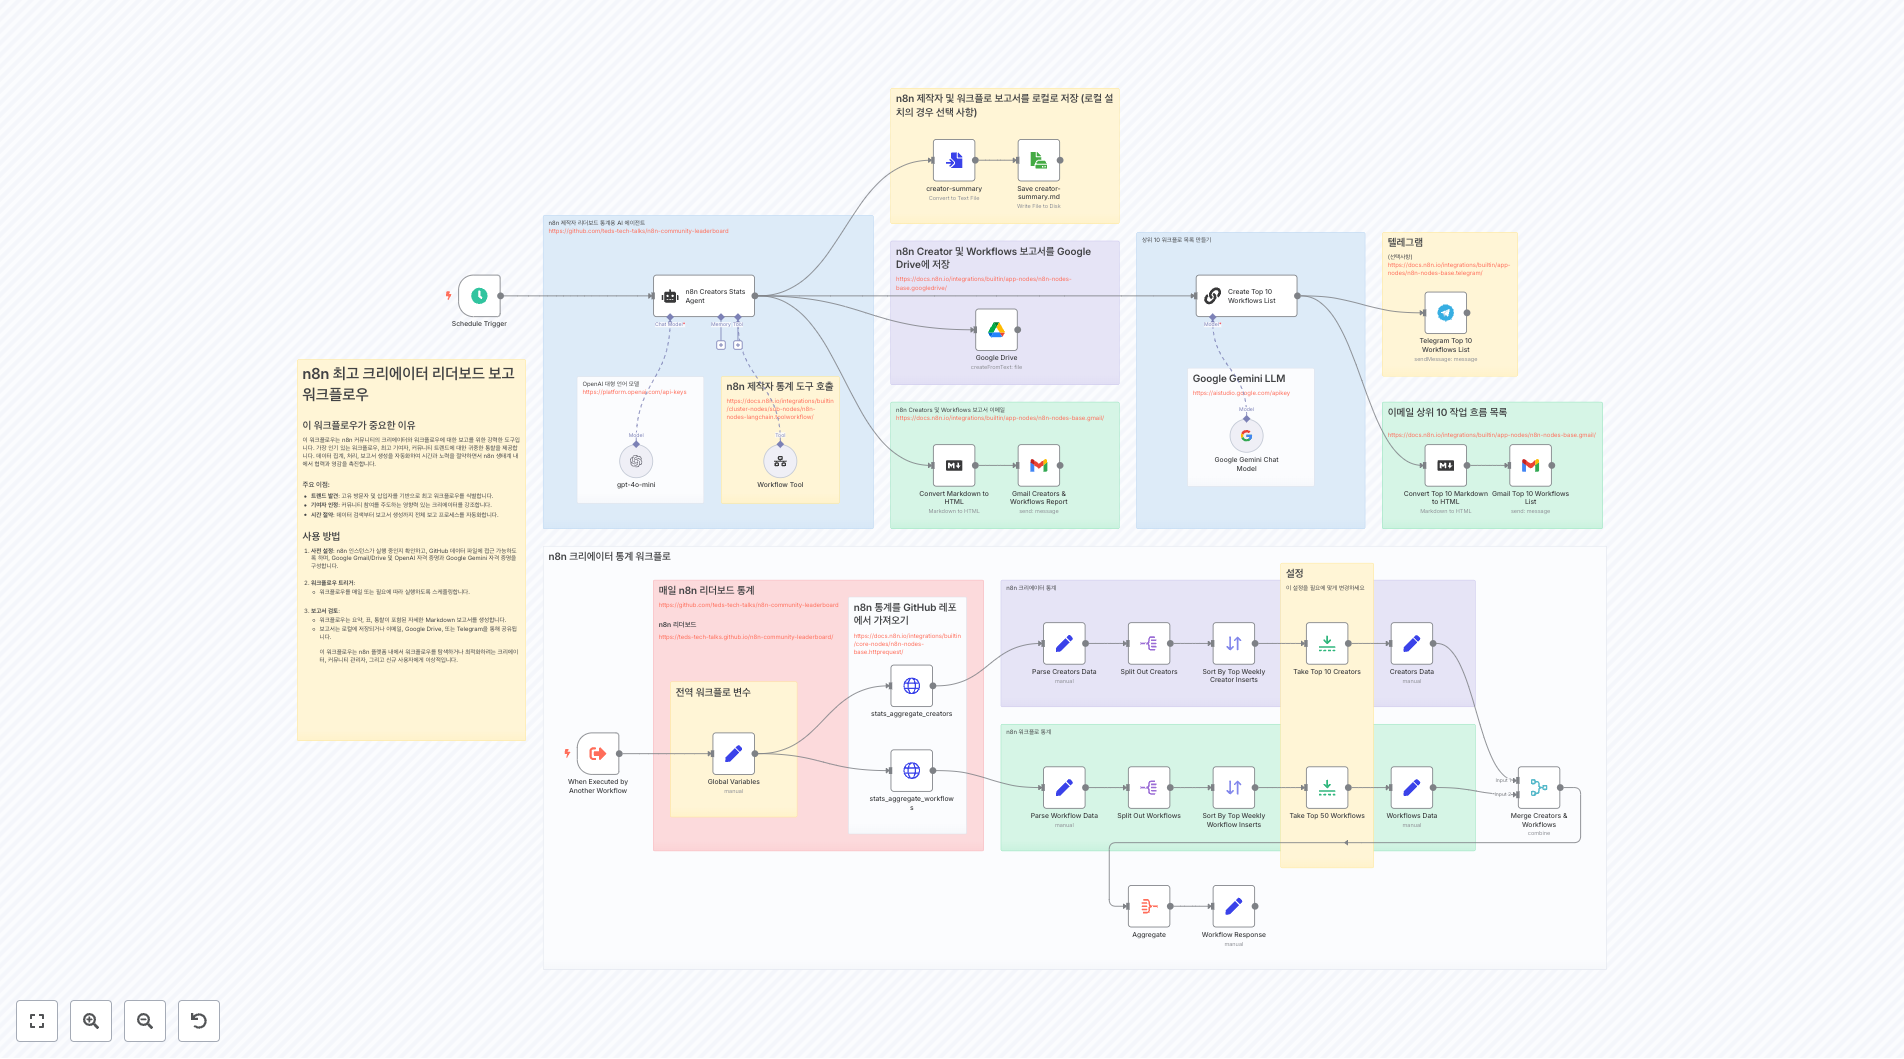 n8n 제작자 및 워크플로 보고서를 로컬로 저장 (로컬 설
치의 경우 선택 사항)
creator-summary
Convert to Text File
Save creator-
summary.md
Write File to Disk
n8n 제작자 리더보드 통계용 AI 에이전트
https://github.com/teds-tech-talks/n8n-community-leaderboard
Schedule Trigger
n8n Creators Stats
Agent
Chat Model*
Memory
Tool
OpenAI 대형 언어 모델
https://platform.openai.com/api-keys
Model
gpt-4o-mini
n8n 제작자 통계 도구 호출
https://docs.n8n.io/integrations/builtin
/cluster-nodes/sub-nodes/n8n-
nodes-langchain.toolworkflow/
Tool
Workflow Tool
n8n Creator 및 Workflows 보고서를 Google
Drive에 저장
https://docs.n8n.io/integrations/builtin/app-nodes/n8n-nodes-
base.googledrive/
Google Drive
createFromText: file
n8n Creators 및 Workflows 보고서 이메일
https://docs.n8n.io/integrations/builtin/app-nodes/n8n-nodes-base.gmail/
Convert Markdown to
HTML
Markdown to HTML
Gmail Creators &
Workflows Report
send: message
상위 10 워크플로 목록 만들기
Create Top 10
Workflows List
Model*
Google Gemini LLM
https://aistudio.google.com/apikey
Model
Google Gemini Chat
Model
텔레그램
(선택사항)
https://docs.n8n.io/integrations/builtin/app-
nodes/n8n-nodes-base.telegram/
Telegram Top 10
Workflows List
sendMessage: message
이메일 상위 10 작업 흐름 목록
https://docs.n8n.io/integrations/builtin/app-nodes/n8n-nodes-base.gmail/
Convert Top 10 Markdown
to HTML
Markdown to HTML
Gmail Top 10 Workflows
List
send: message
n8n 최고 크리에이터 리더보드 보고
워크플로우
이 워크플로우가 중요한 이유
이 워크플로우는 n8n 커뮤니티의 크리에이터와 워크플로우에 대한 보고를 위한 강력한 도구입
니다. 가장 인기 있는 워크플로우, 최고 기여자, 커뮤니티 트렌드에 대한 귀중한 통찰을 제공합
니다. 데이터 집계, 처리, 보고서 생성을 자동화하여 시간과 노력을 절약하면서 n8n 생태계 내
에서 협력과 영감을 촉진합니다.
주요 이점:
트렌드 발견: 고유 방문자 및 삽입자를 기반으로 최고 워크플로우를 식별합니다.
기여자 인정: 커뮤니티 참여를 주도하는 영향력 있는 크리에이터를 강조합니다.
시간 절약: 데이터 검색부터 보고서 생성까지 전체 보고 프로세스를 자동화합니다.
사용 방법
1. 사전 설정: n8n 인스턴스가 실행 중인지 확인하고, GitHub 데이터 파일에 접근 가능하도
록 하며, Google Gmail/Drive 및 OpenAI 자격 증명과 Google Gemini 자격 증명을
구성합니다.
2. 워크플로우 트리거:
워크플로우를 매일 또는 필요에 따라 실행하도록 스케줄링합니다.
3. 보고서 검토:
워크플로우는 요약, 표, 통찰이 포함된 자세한 Markdown 보고서를 생성합니다.
보고서는 로컬에 저장되거나 이메일, Google Drive, 또는 Telegram을 통해 공유됩
니다.
이 워크플로우는 n8n 플랫폼 내에서 워크플로우를 탐색하거나 최적화하려는 크리에이
터, 커뮤니티 관리자, 그리고 신규 사용자에게 이상적입니다.
n8n 크리에이터 통계 워크플로
매일 n8n 리더보드 통계
https://github.com/teds-tech-talks/n8n-community-leaderboard
n8n 리더보드
https://teds-tech-talks.github.io/n8n-community-leaderboard/
n8n 통계를 GitHub 레포
에서 가져오기
https://docs.n8n.io/integrations/builtin
/core-nodes/n8n-nodes-
base.httprequest/
전역 워크플로 변수
When Executed by
Another Workflow
Global Variables
manual
stats_aggregate_creators
stats_aggregate_workflow
s
n8n 크리에이터 통계
Parse Creators Data
manual
Split Out Creators
Sort By Top Weekly
Creator Inserts
설정
이 설정을 필요에 맞게 변경하세요
Take Top 10 Creators
Creators Data
manual
n8n 워크플로 통계
Parse Workflow Data
manual
Split Out Workflows
Sort By Top Weekly
Workflow Inserts
Take Top 50 Workflows
Workflows Data
manual
Input 1
Input 2
Merge Creators &
Workflows
combine
Aggregate
Workflow Response
manual